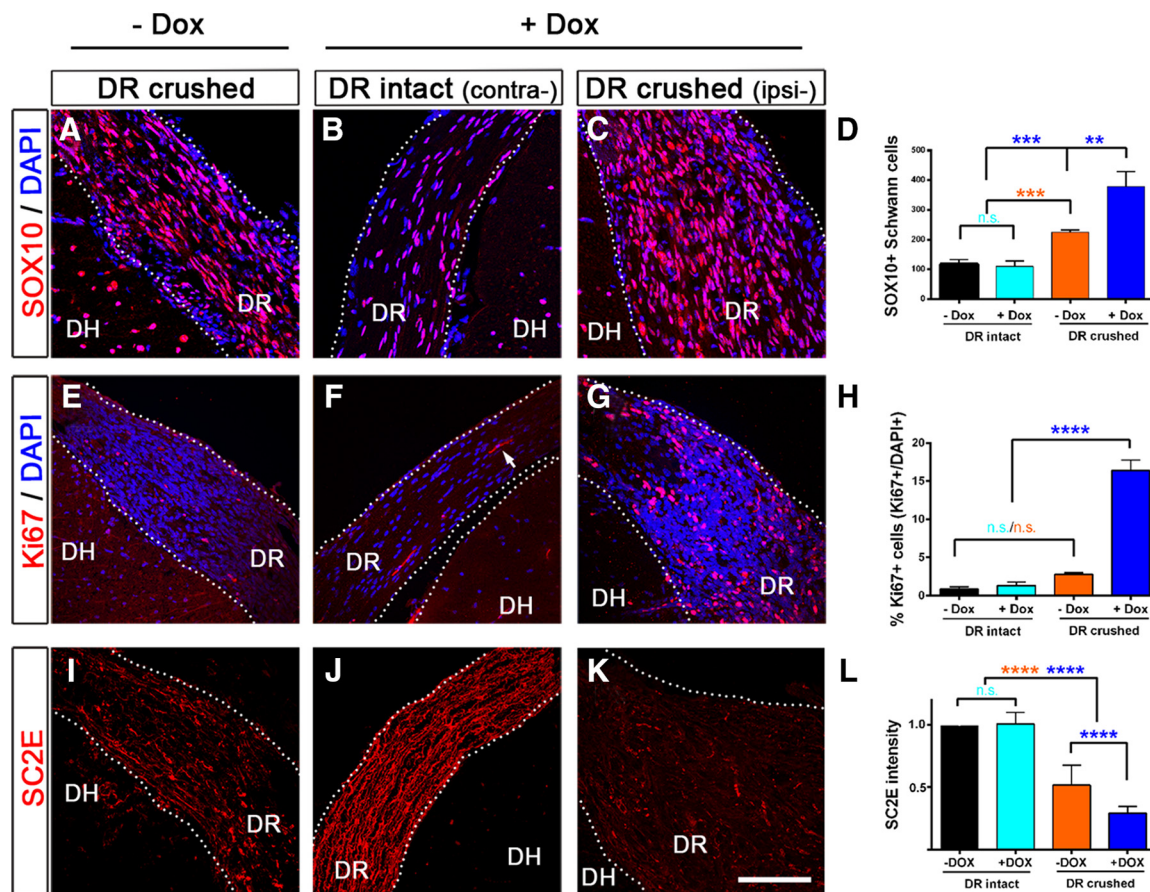 - Dox
+ Dox
DR crushed
DR intact (contra-)
DR crushed (ipsi-)
SOX10 / DAPI
A
DR
DH
B
DR
DH
C
DR
DH
D
SOX10+ Schwann cells
500
400
300
200
100
0
***
**
***
n.s.
- Dox
+ Dox
- Dox
+ Dox
DR intact
DR crushed
Ki67 / DAPI
E
DH
DR
F
DR
DH
G
DH
DR
H
% Ki67+ cells (Ki67+/DAPI+)
20
15
10
5
0
****
n.s./n.s.
- Dox
+ Dox
- Dox
+ Dox
DR intact
DR crushed
SC2E
I
DH
DR
J
DR
DH
K
DR
DH
L
SC2E intensity
1.0
0.5
**** ****
n.s.
****
-DOX
+DOX
-DOX
+DOX
DR intact
DR crushed